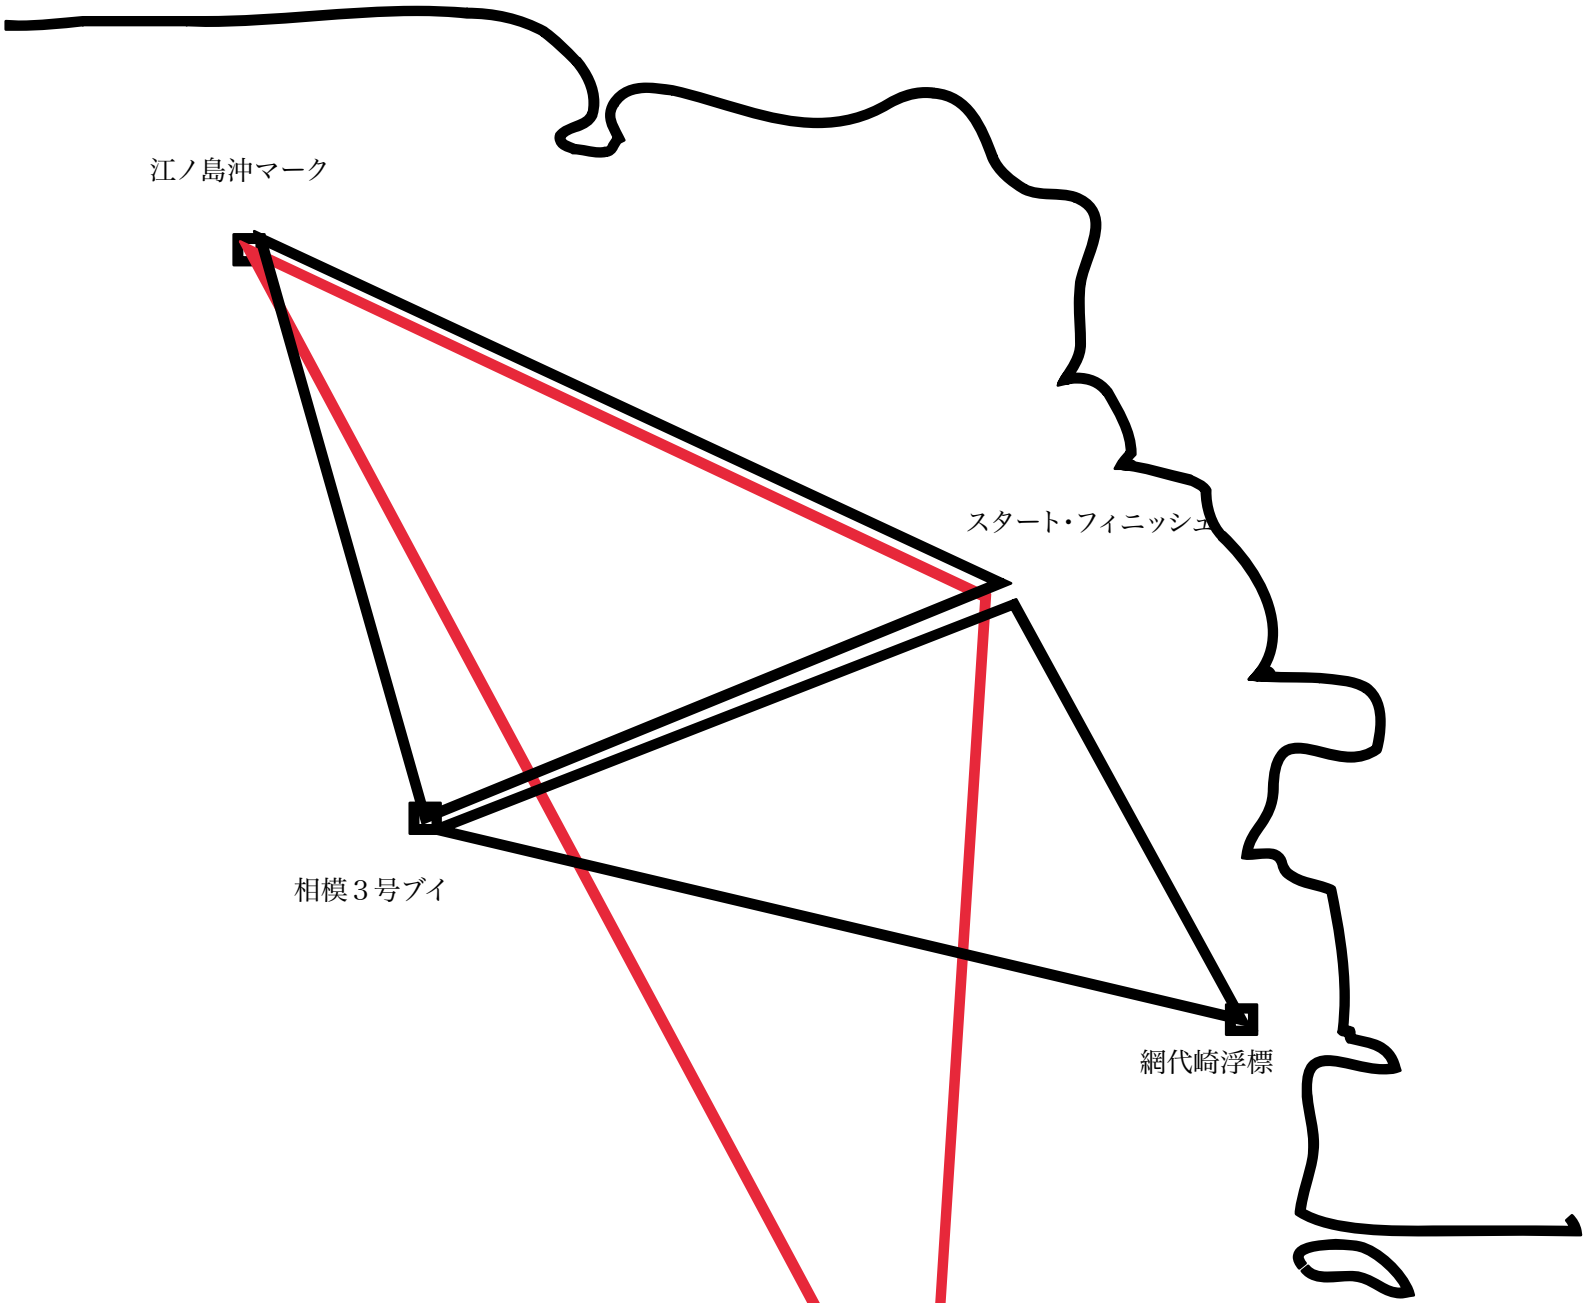 江ノ島沖マーク
スタート・フィニッシュ
相模３号ブイ
網代崎浮標